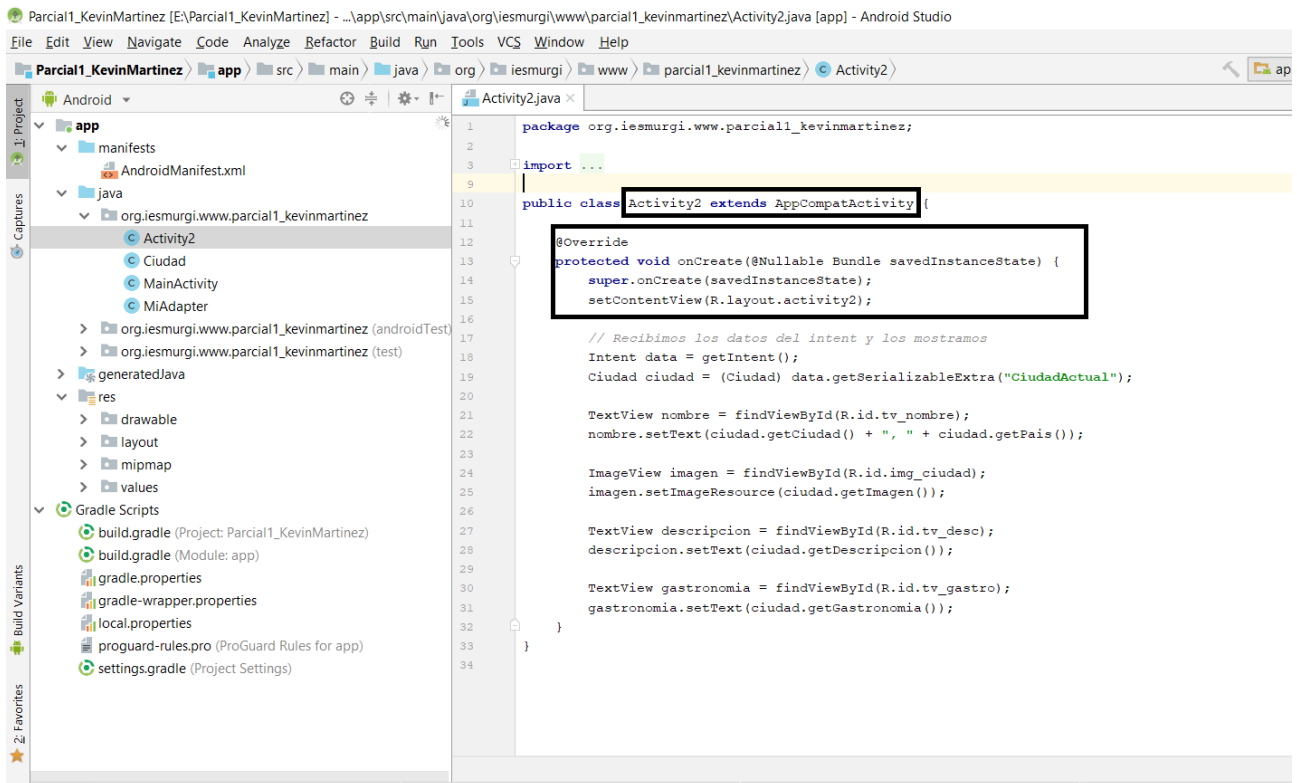 Parcial1_KevinMartinez [E:\Parcial1_KevinMartinez] - ...\app\src\main\java\org\iesmurgi\www\parcial1_kevinmartinez\Activity2.java [app] - Android Studio
File Edit View Navigate Code Analyze Refactor Build Run Tools VCS Window Help
Parcial1_KevinMartinez app src main java org iesmurgi www parcial1_kevinmartinez Activity2 ap
1: Project
Captures
Build Variants
2: Favorites
Android
app
manifests
AndroidManifest.xml
java
org.iesmurgi.www.parcial1_kevinmartinez
Activity2
Ciudad
MainActivity
MiAdapter
org.iesmurgi.www.parcial1_kevinmartinez (androidTest)
org.iesmurgi.www.parcial1_kevinmartinez (test)
generatedJava
res
drawable
layout
mipmap
values
Gradle Scripts
build.gradle (Project: Parcial1_KevinMartinez)
build.gradle (Module: app)
gradle.properties
gradle-wrapper.properties
local.properties
proguard-rules.pro (ProGuard Rules for app)
settings.gradle (Project Settings)
Activity2.java
1 package org.iesmurgi.www.parcial1_kevinmartinez;
2
3 import ...
9
10 public class Activity2 extends AppCompatActivity {
11
12 @Override
13 protected void onCreate(@Nullable Bundle savedInstanceState) {
14 super.onCreate(savedInstanceState);
15 setContentView(R.layout.activity2);
16
17 // Recibimos los datos del intent y los mostramos
18 Intent data = getIntent();
19 Ciudad ciudad = (Ciudad) data.getSerializableExtra("CiudadActual");
20
21 TextView nombre = findViewById(R.id.tv_nombre);
22 nombre.setText(ciudad.getCiudad() + ", " + ciudad.getPais());
23
24 ImageView imagen = findViewById(R.id.img_ciudad);
25 imagen.setImageResource(ciudad.getImagen());
26
27 TextView descripcion = findViewById(R.id.tv_desc);
28 descripcion.setText(ciudad.getDescripcion());
29
30 TextView gastronomia = findViewById(R.id.tv_gastro);
31 gastronomia.setText(ciudad.getGastronomia());
32 }
33 }
34